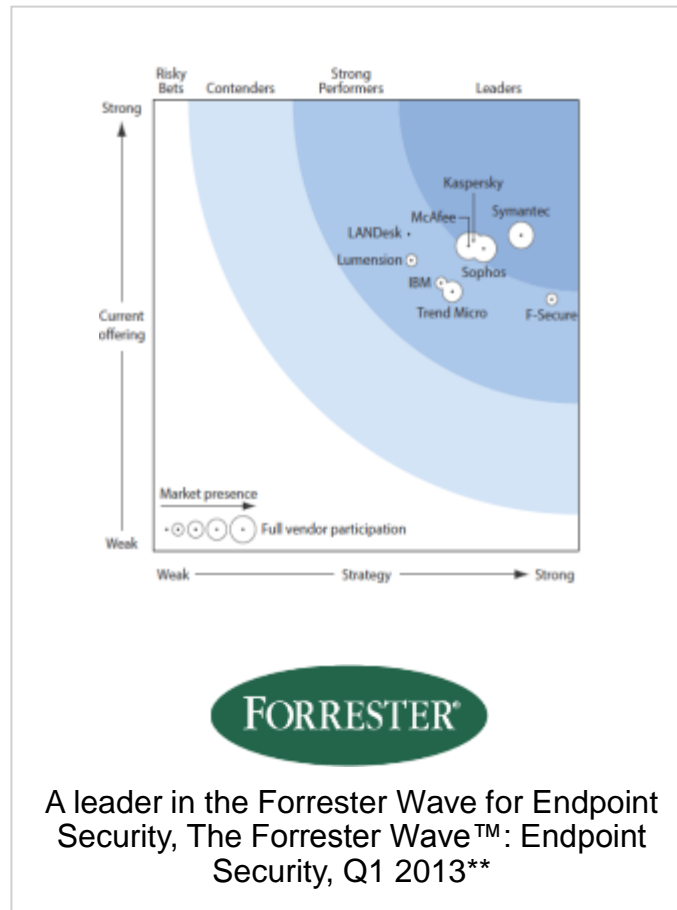 Risky Bets
Contenders
Strong Performers
Leaders
Strong
Kaspersky
McAfee
Symantec
LANDesk
Lumension
Sophos
IBM
Trend Micro
F-Secure
Current offering
Market presence
Full vendor participation
Weak
Weak
Strategy
Strong
FORRESTER®
A leader in the Forrester Wave for Endpoint
Security, The Forrester Wave™: Endpoint
Security, Q1 2013**